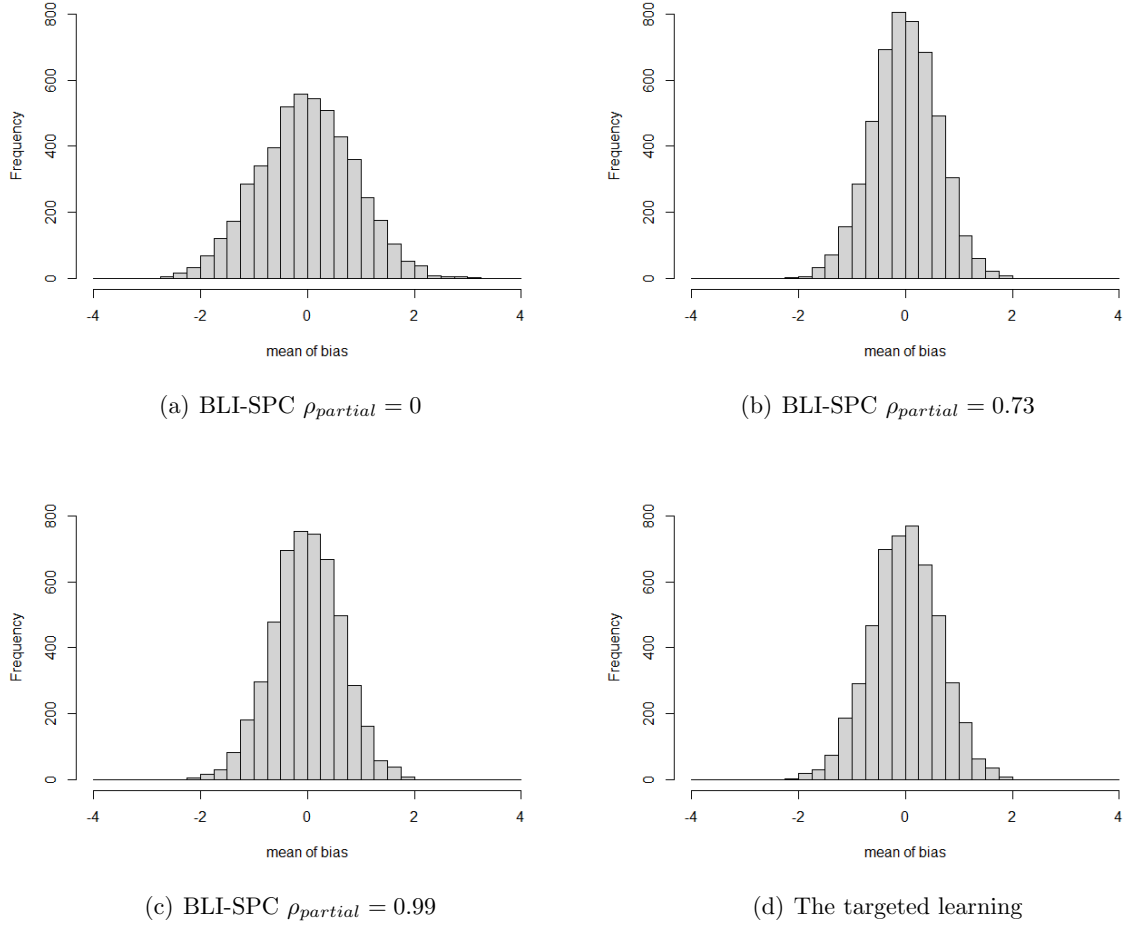 800
600
400
200
0
Frequency
-4 -2 0 2 4
mean of bias
(a) BLI-SPC ρpartial = 0
800
600
400
200
0
Frequency
-4 -2 0 2 4
mean of bias
(b) BLI-SPC ρpartial = 0.73
800
600
400
200
0
Frequency
-4 -2 0 2 4
mean of bias
(c) BLI-SPC ρpartial = 0.99
800
600
400
200
0
Frequency
-4 -2 0 2 4
mean of bias
(d) The targeted learning